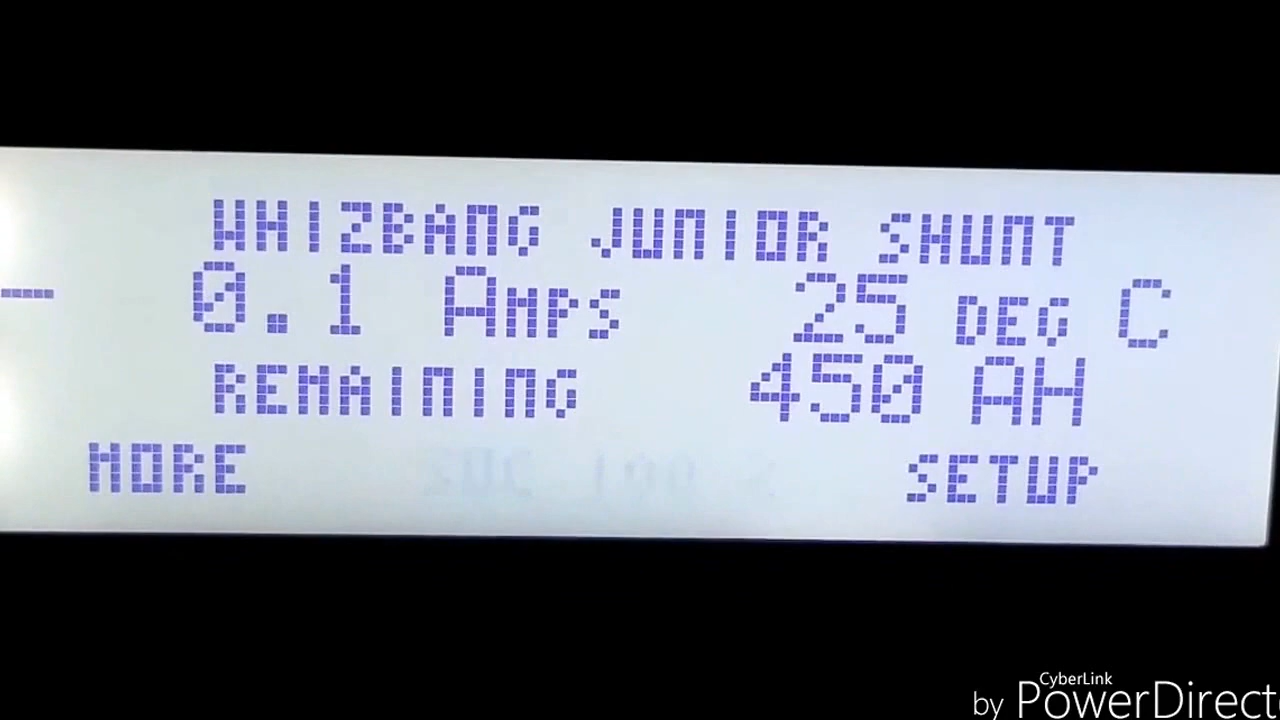 WHIZBANG JUNIOR SHUNT
- 0.1 AMPS 25 DEG C
REMAINING 450 AH
MORE SETUP
CyberLink
by PowerDirect